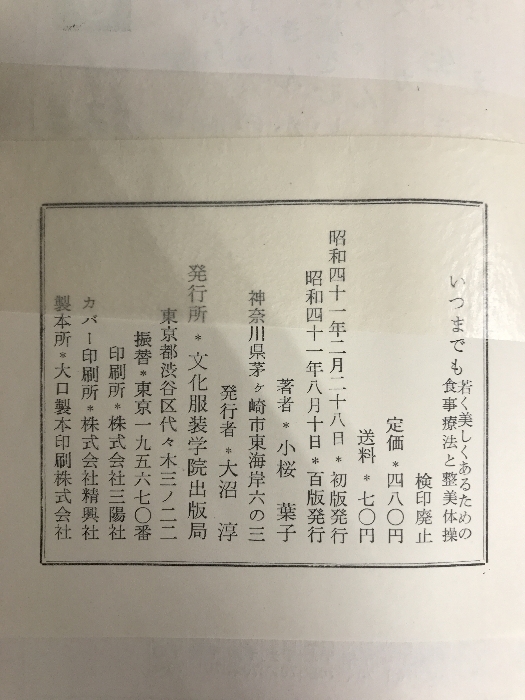 いつまでも若く美しくあるための
食事療法と整美体操
検印廃止
定価*四八〇円
送料*七〇円
昭和四十一年二月二十八日*初版発行
昭和四十一年八月十日*百版発行
著者*小桜葉子
神奈川県茅ヶ崎市東海岸六の三
発行者*大沼淳
発行所*文化服装学院出版局
東京都渋谷区代々木三ノ二二
振替*東京一九五六七〇番
印刷所*株式会社三陽社
カバー印刷所*株式会社精興社
製本所*大口製本印刷株式会社